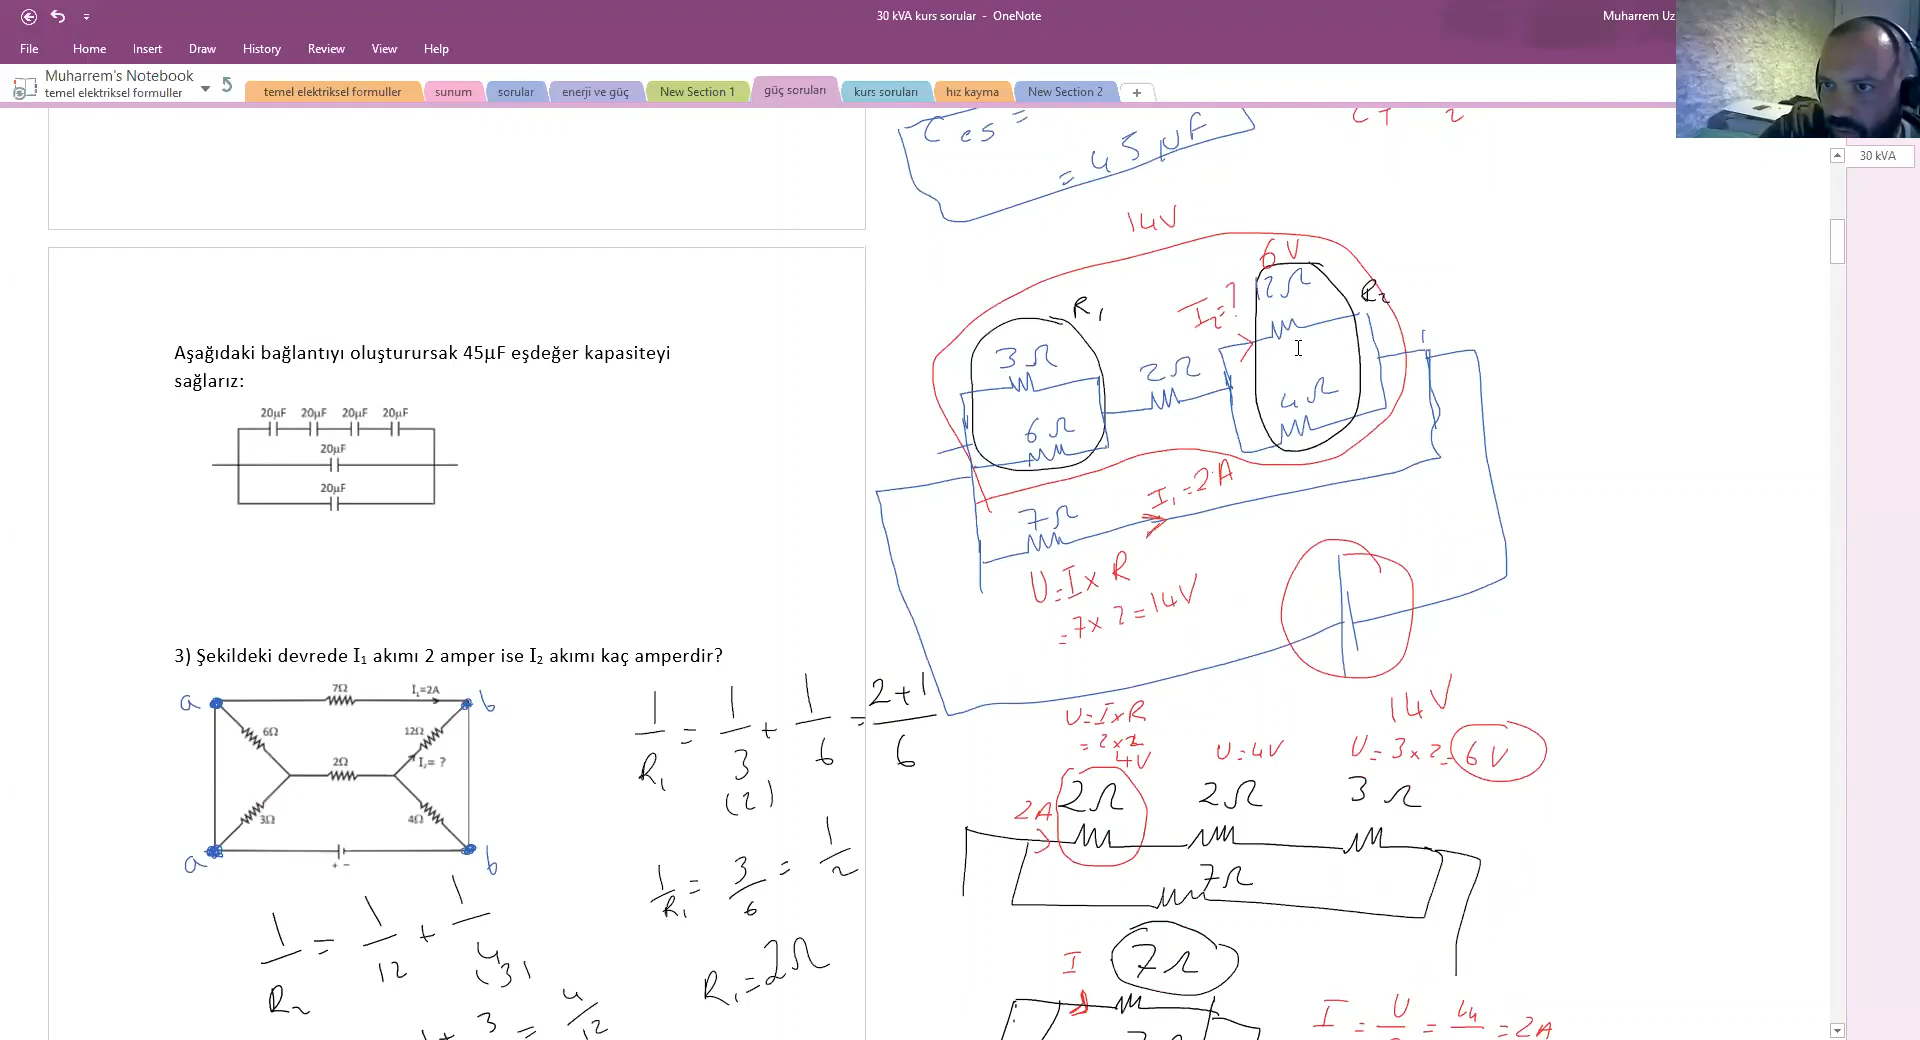 30 kVA kurs sorular - OneNote
Muharrem Uz
File Home Insert Draw History Review View Help
Muharrem's Notebook
temel elektriksel formuller
temel elektriksel formuller sunum sorular enerji ve güç New Section 1 güç soruları kurs soruları hız kayma New Section 2 +
30 kVA
C eş =
= 45 µF
Aşağıdaki bağlantıyı oluşturursak 45µF eşdeğer kapasiteyi
sağlarız:
20µF 20µF 20µF 20µF
20µF
20µF
14V
6V
12Ω
I₂=?
R₁
R₂
3Ω
2Ω
6Ω
4Ω
I₁=2A
7Ω
U=I×R
=7×2=14V
3) Şekildeki devrede I₁ akımı 2 amper ise I₂ akımı kaç amperdir?
a 7Ω I₁=2A b
6Ω 12Ω
2Ω I₂= ?
3Ω 4Ω
a + - b
1/R₁ = 1/3 + 1/6 = 2+1/6
(2)
1/R₁ = 3/6 = 1/2
R₁=2Ω
1/R₂ = 1/12 + 1/4
(3)
1+3 = 4/12
14V
U=I×R
=2×2
4V
U=4V
U=3×2=6V
2A 2Ω 2Ω 3Ω
7Ω
I 7Ω